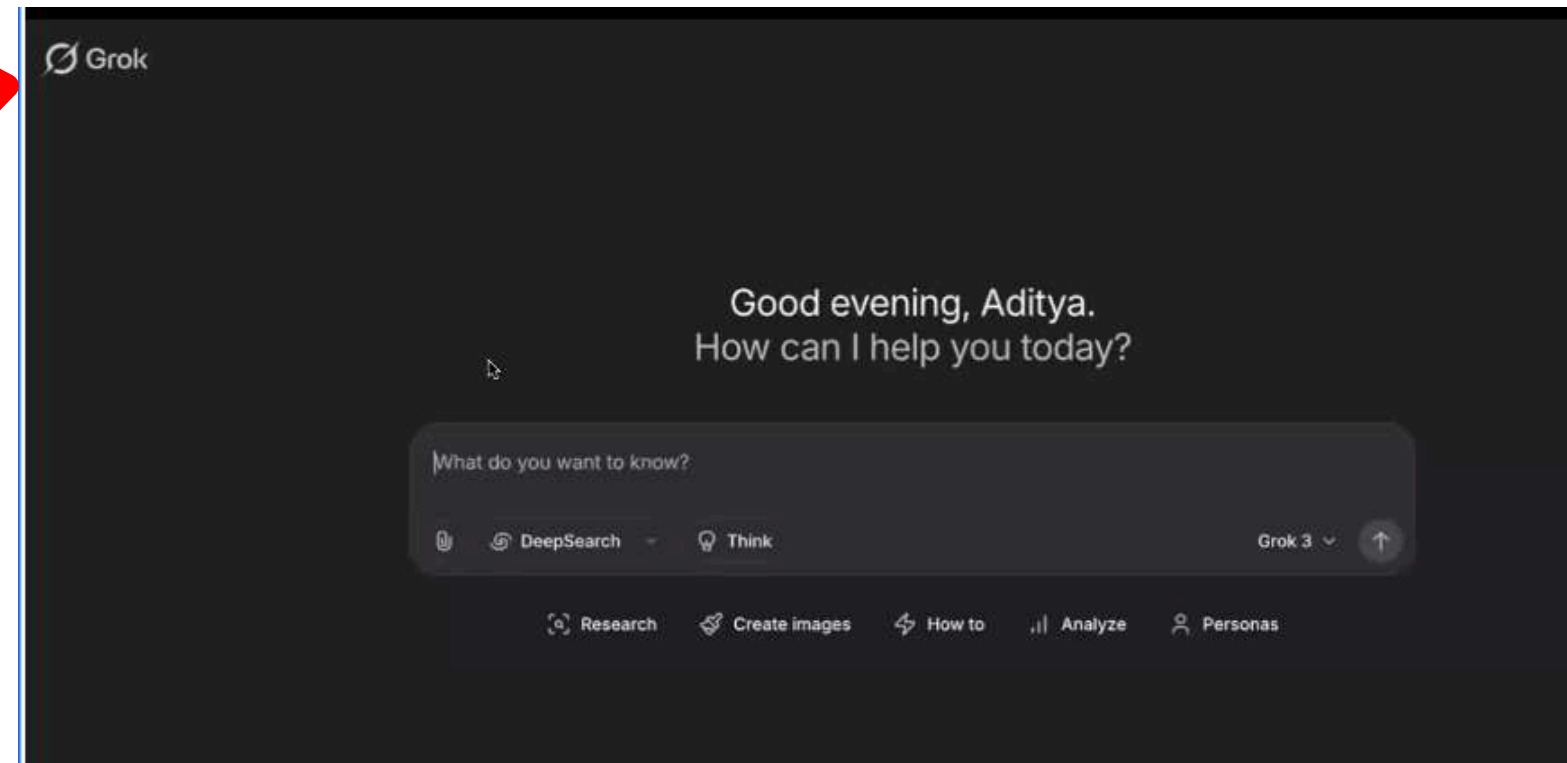 Grok
Good evening, Aditya.
How can I help you today?
What do you want to know?
DeepSearch Think Grok 3
Research Create images How to Analyze Personas